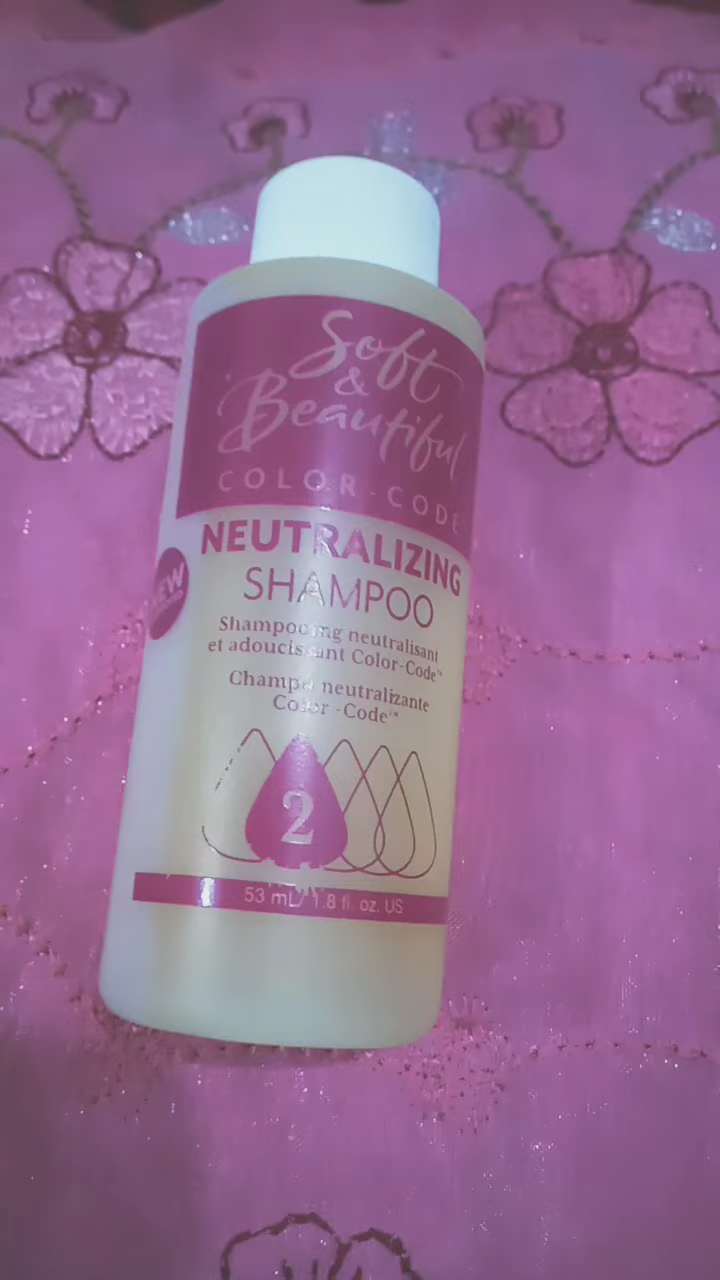 Soft
&
Beautiful
COLOR-CODE
NEUTRALIZING
SHAMPOO
NEW
Shampooing neutralisant
et adoucissant Color-Code™
Champú neutralizante
Color -Code™
2
53 mL/ 1.8 fl. oz. US